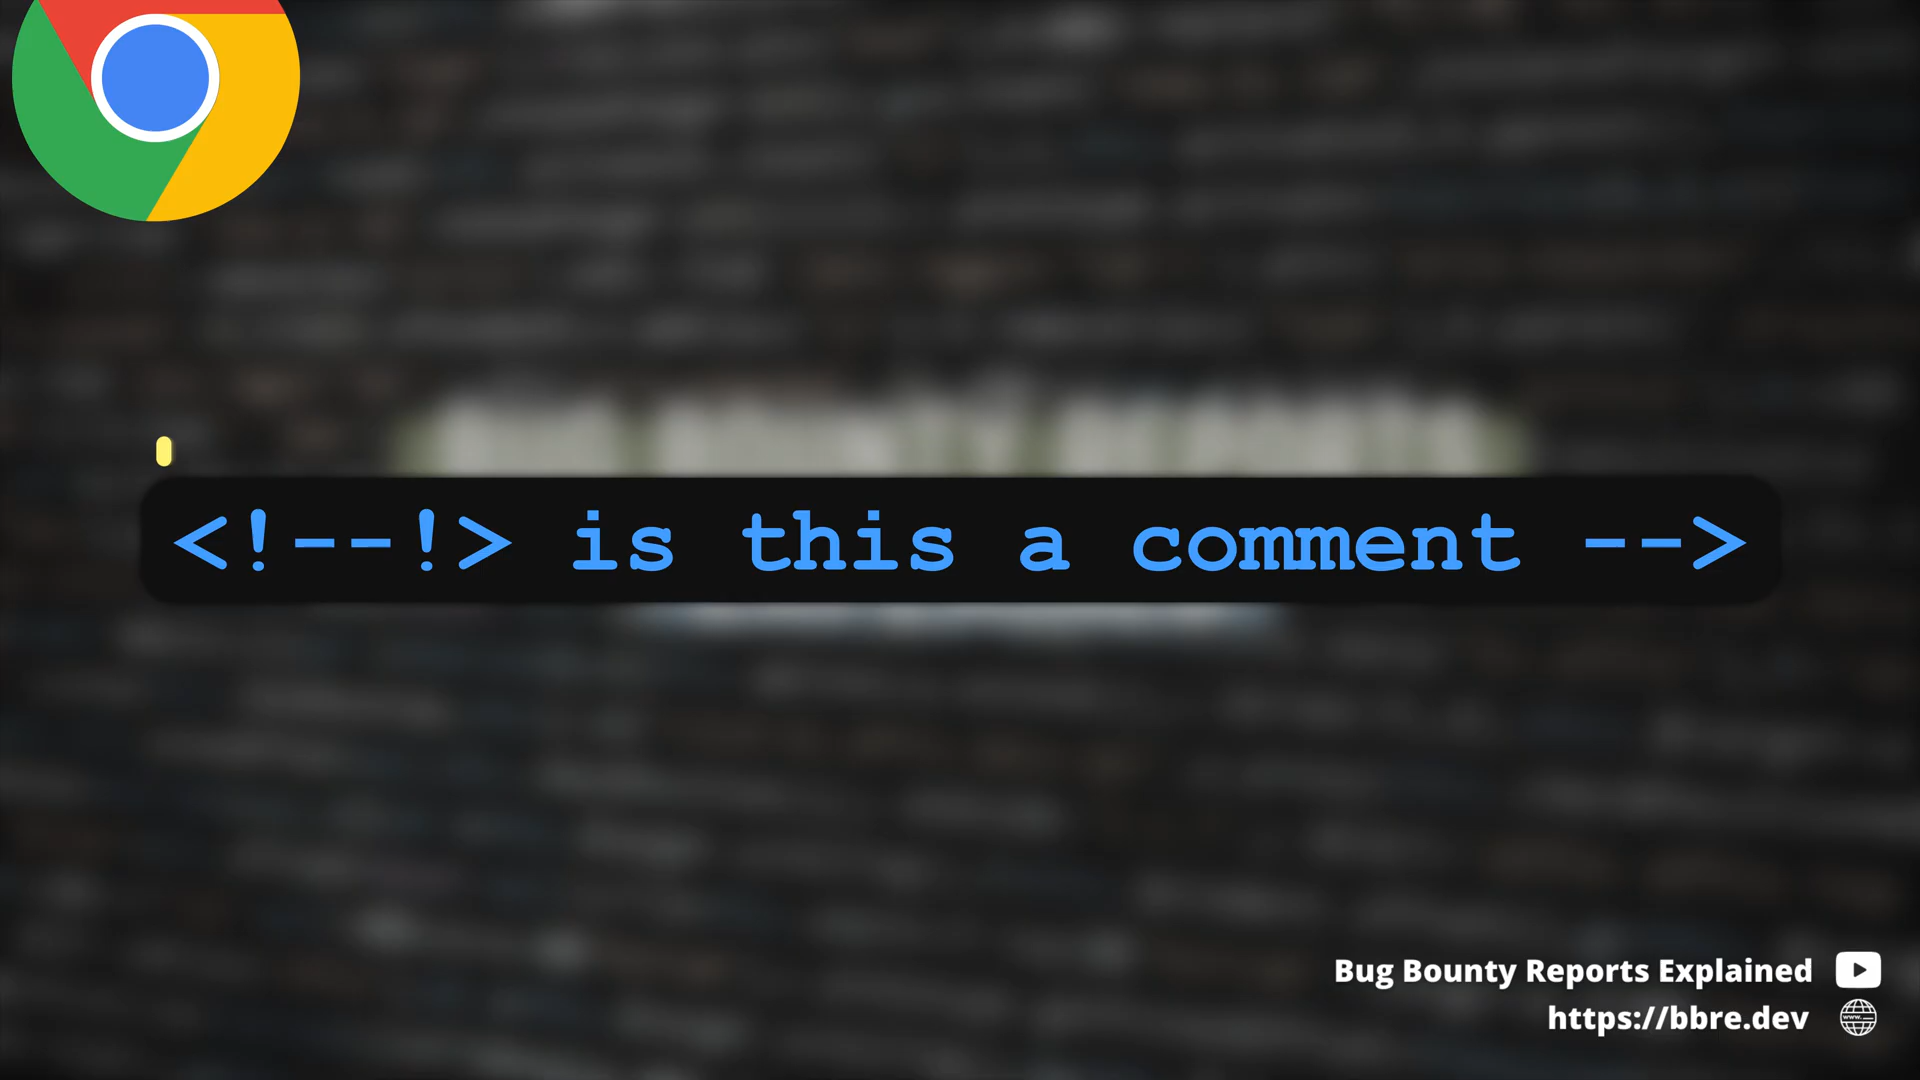 <!--!> is this a comment -->
Bug Bounty Reports Explained
https://bbre.dev